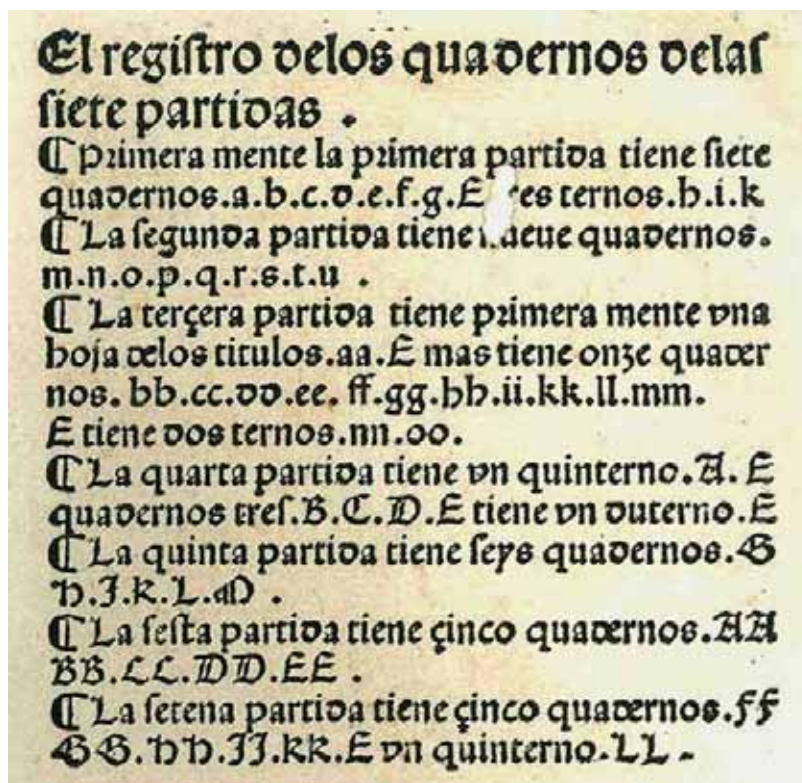 El regiſtro delos quadernos delaſ
ſiete partidas .
¶ Primera mente la primera partida tiene ſiete
quadernos.a.b.c.d.e.f.g.E ternos.h.i.k
¶ La ſegunda partida tiene quadernos.
m.n.o.p.q.r.s.t.u .
¶ La terçera partida tiene primera mente vna
hoja delos titulos.aa.E mas tiene onze quader
nos. bb.cc.dd.ee. ff.gg.hh.ii.kk.ll.mm.
E tiene dos ternos.nn.oo.
¶ La quarta partida tiene vn quinterno.A. E
quadernos treſ.B.C.D.E tiene vn duterno.E
¶ La quinta partida tiene ſeys quadernos.G
H.I.K.L.M .
¶ La ſeſta partida tiene çinco quadernos.AA
BB.CC.DD.EE .
¶ La ſetena partida tiene çinco quadernos.FF
GG.HH.II.KK.E vn quinterno.LL .